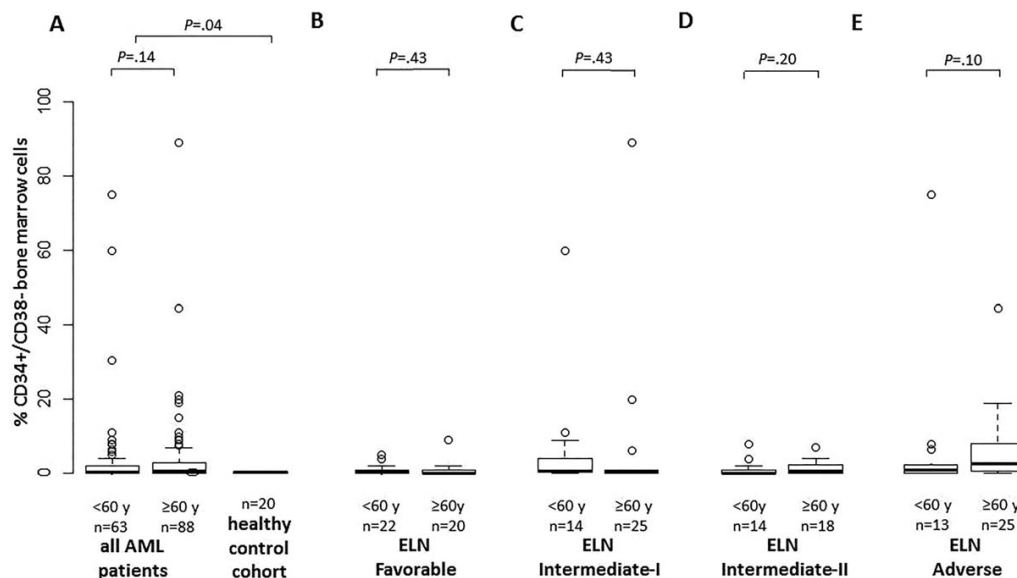 A
B
C
D
E
P=.04
P=.14
P=.43
P=.43
P=.20
P=.10
% CD34+/CD38- bone marrow cells
100
80
60
40
20
0
<60 y
n=63
≥60 y
n=88
all AML
patients
n=20
healthy
control
cohort
<60 y
n=22
≥60y
n=20
ELN
Favorable
<60 y
n=14
≥60 y
n=25
ELN
Intermediate-I
<60y
n=14
≥60 y
n=18
ELN
Intermediate-II
<60 y
n=13
≥60 y
n=25
ELN
Adverse